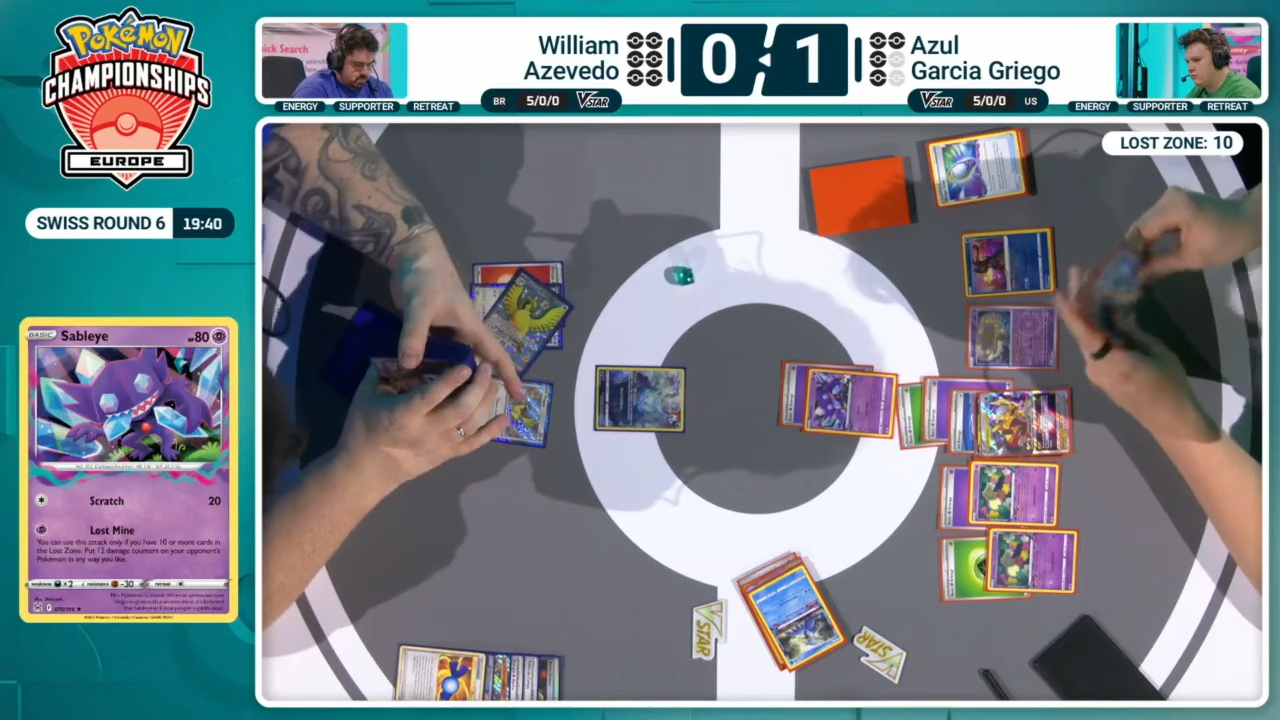 Pokémon
CHAMPIONSHIPS
EUROPE
SWISS ROUND 6
19:40
William
Azevedo
0
1
Azul
Garcia Griego
ENERGY
SUPPORTER
RETREAT
BR
5/0/0
VSTAR
VSTAR
5/0/0
US
ENERGY
SUPPORTER
RETREAT
LOST ZONE: 10
BASIC
Sableye
HP80
Scratch
20
Lost Mine
You can use this attack only if you have 10 or more cards in
the Lost Zone. Put 12 damage counters on your opponent's
Pokémon in any way you like.
weakness
×2
resistance
-30
retreat
070/196
VSTAR
VSTAR